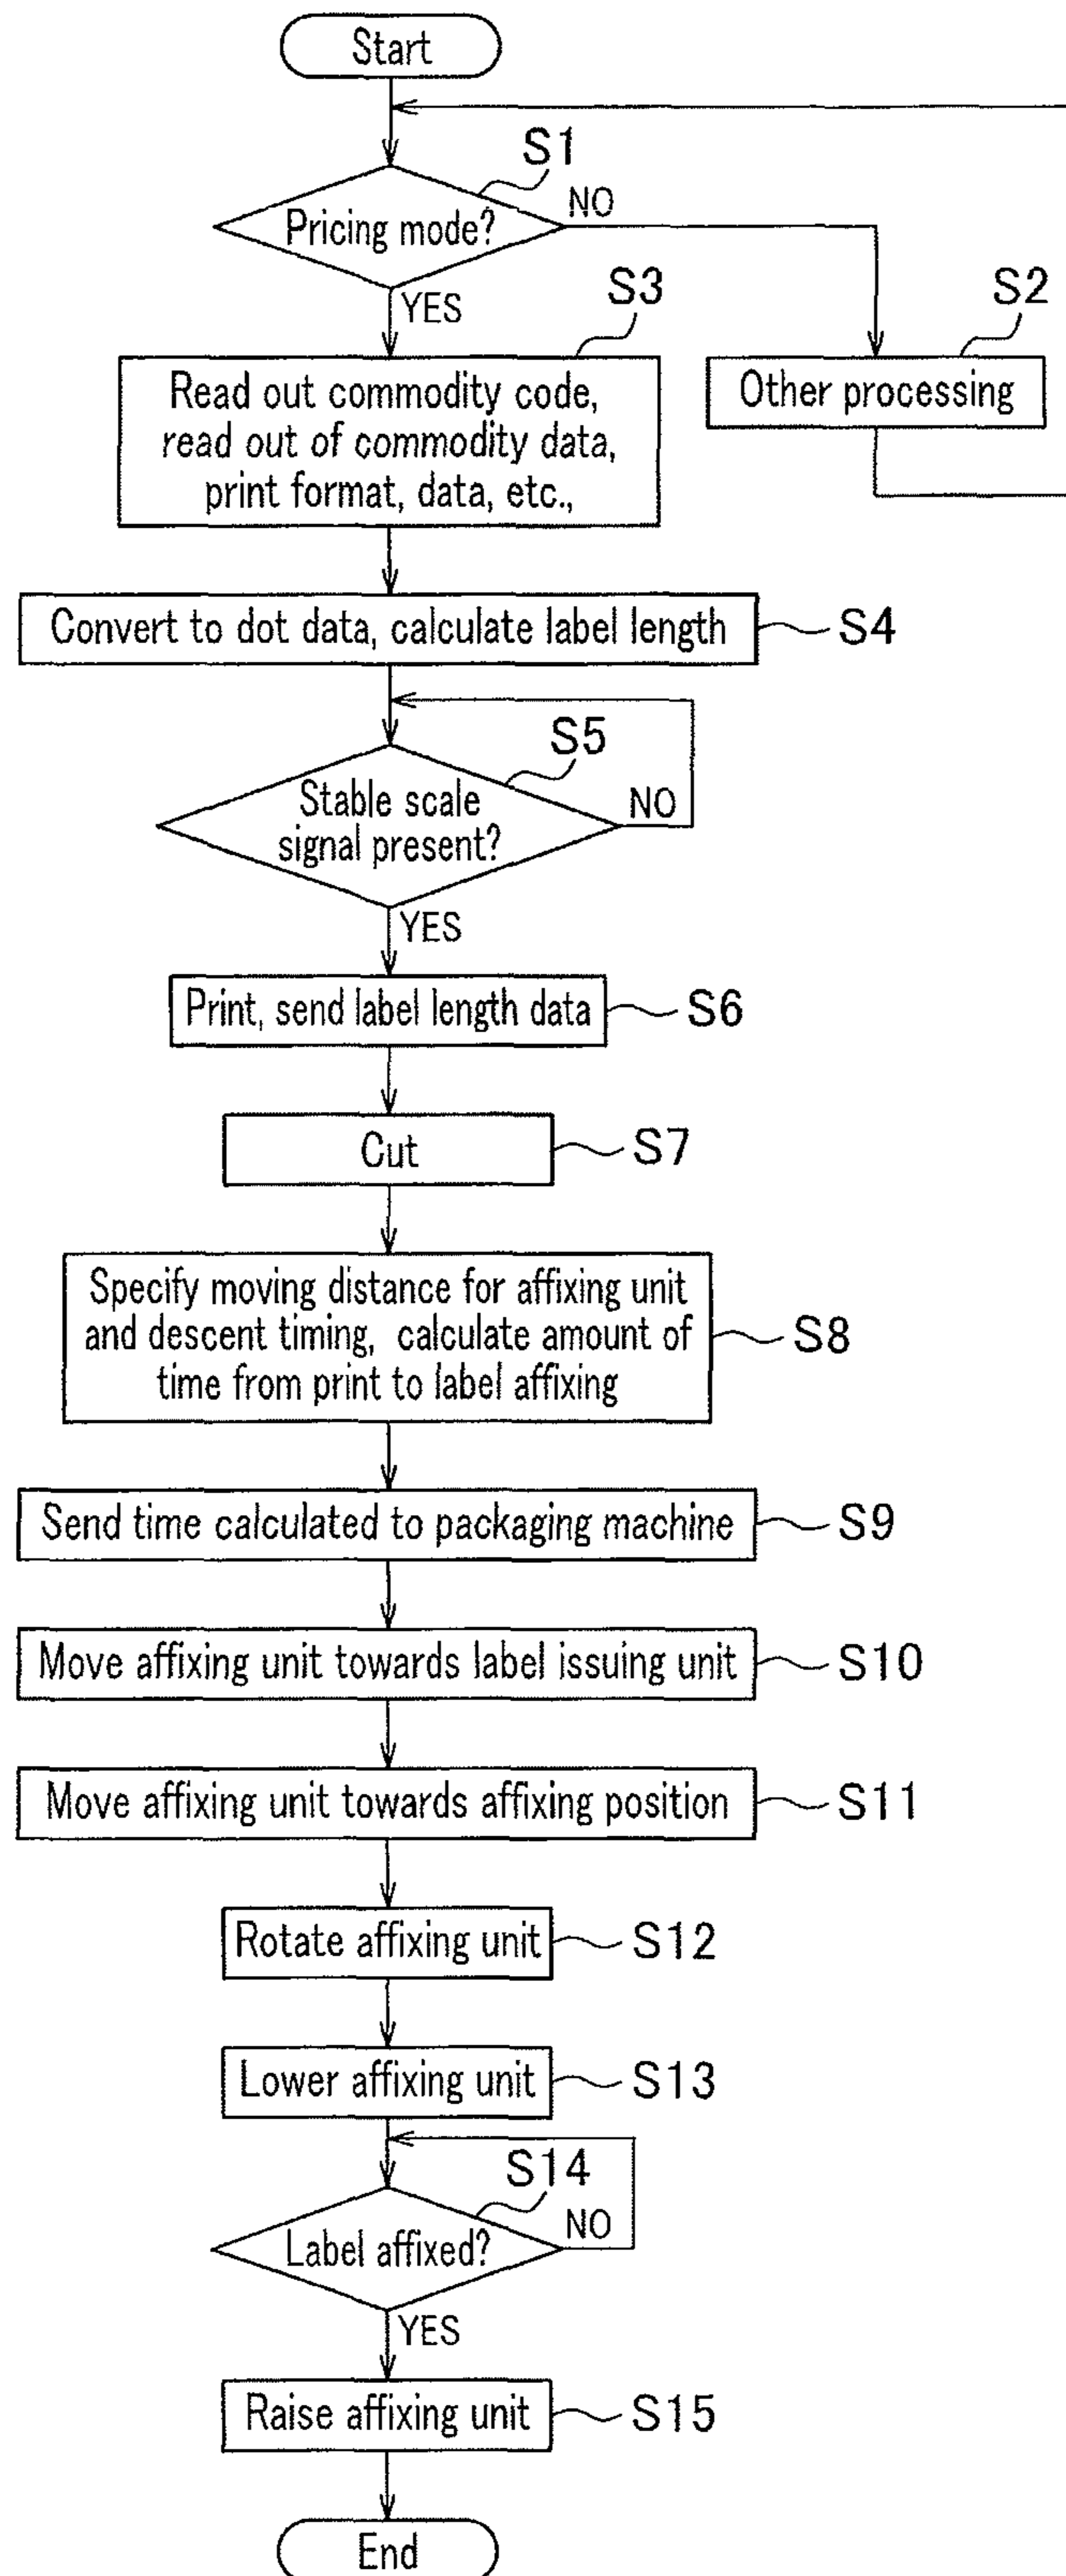 Start
S1
Pricing mode?
NO
YES
S3
S2
Read out commodity code,
read out of commodity data,
print format, data, etc.,
Other processing
Convert to dot data, calculate label length
S4
S5
Stable scale
signal present?
NO
YES
Print, send label length data
S6
Cut
S7
Specify moving distance for affixing unit
and descent timing, calculate amount of
time from print to label affixing
S8
Send time calculated to packaging machine
S9
Move affixing unit towards label issuing unit
S10
Move affixing unit towards affixing position
S11
Rotate affixing unit
S12
Lower affixing unit
S13
S14
Label affixed?
NO
YES
Raise affixing unit
S15
End